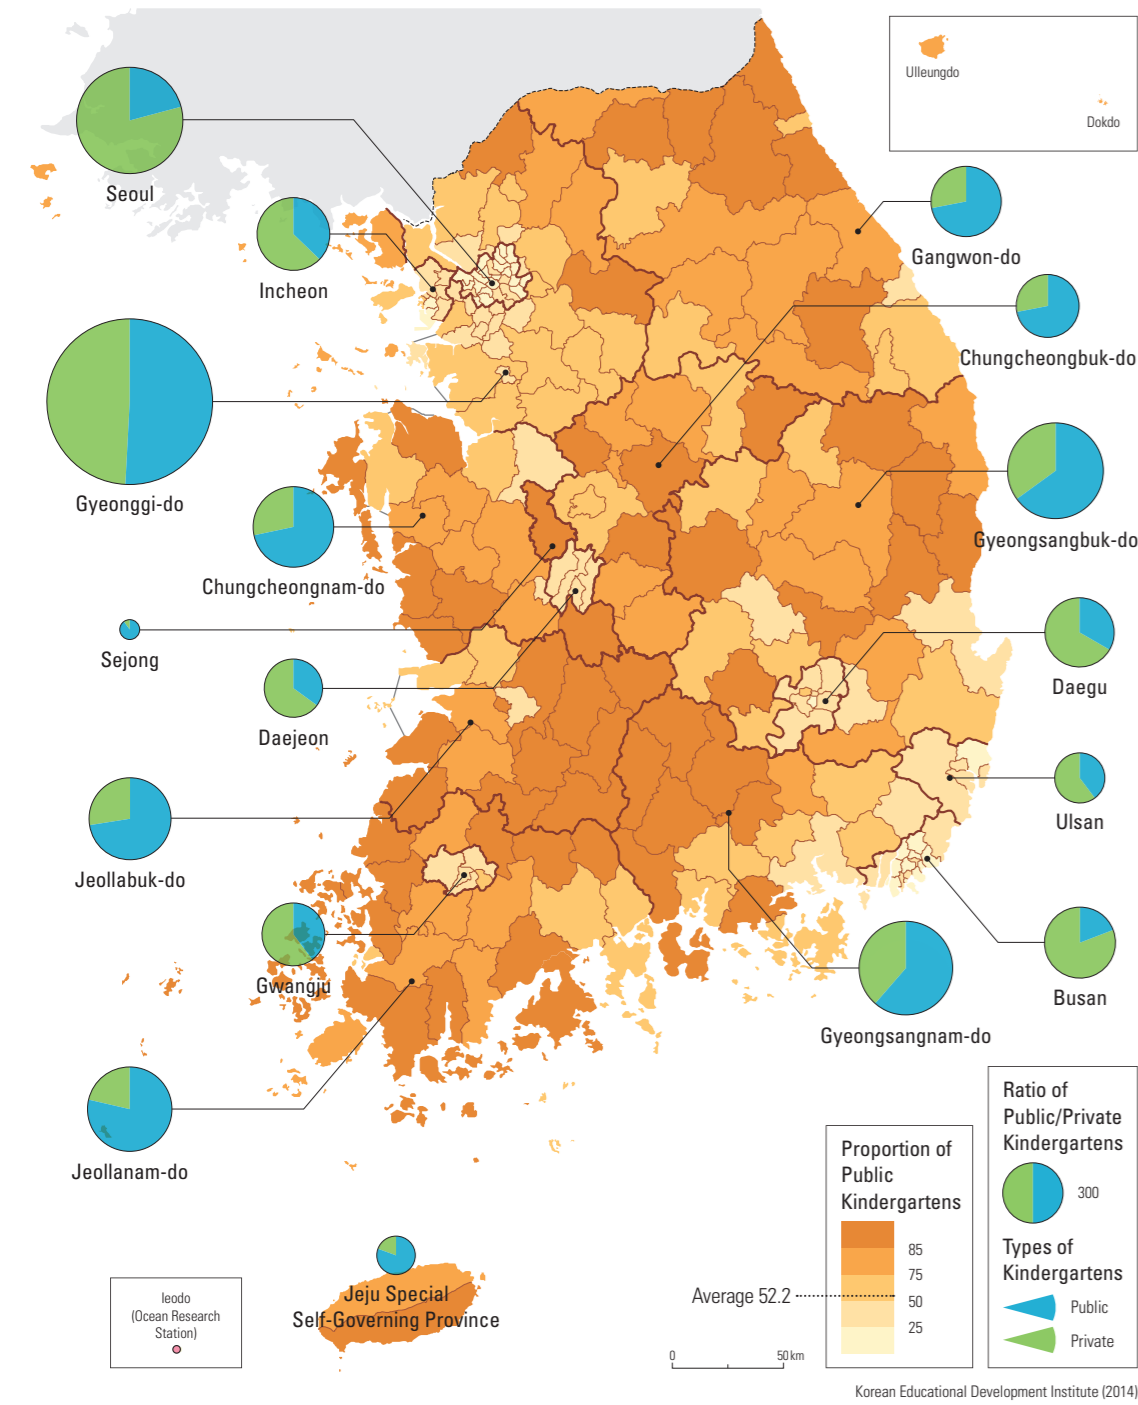 Ulleungdo
Dokdo
Seoul
Incheon
Gangwon-do
Chungcheongbuk-do
Gyeonggi-do
Gyeongsangbuk-do
Chungcheongnam-do
Sejong
Daegu
Daejeon
Ulsan
Jeollabuk-do
Gwangju
Busan
Gyeongsangnam-do
Jeollanam-do
Jeju Special
Self-Governing Province
Ieodo
(Ocean Research
Station)
Average 52.2
0
50 km
Proportion of
Public
Kindergartens
85
75
50
25
Ratio of
Public/Private
Kindergartens
300
Types of
Kindergartens
Public
Private
Korean Educational Development Institute (2014)